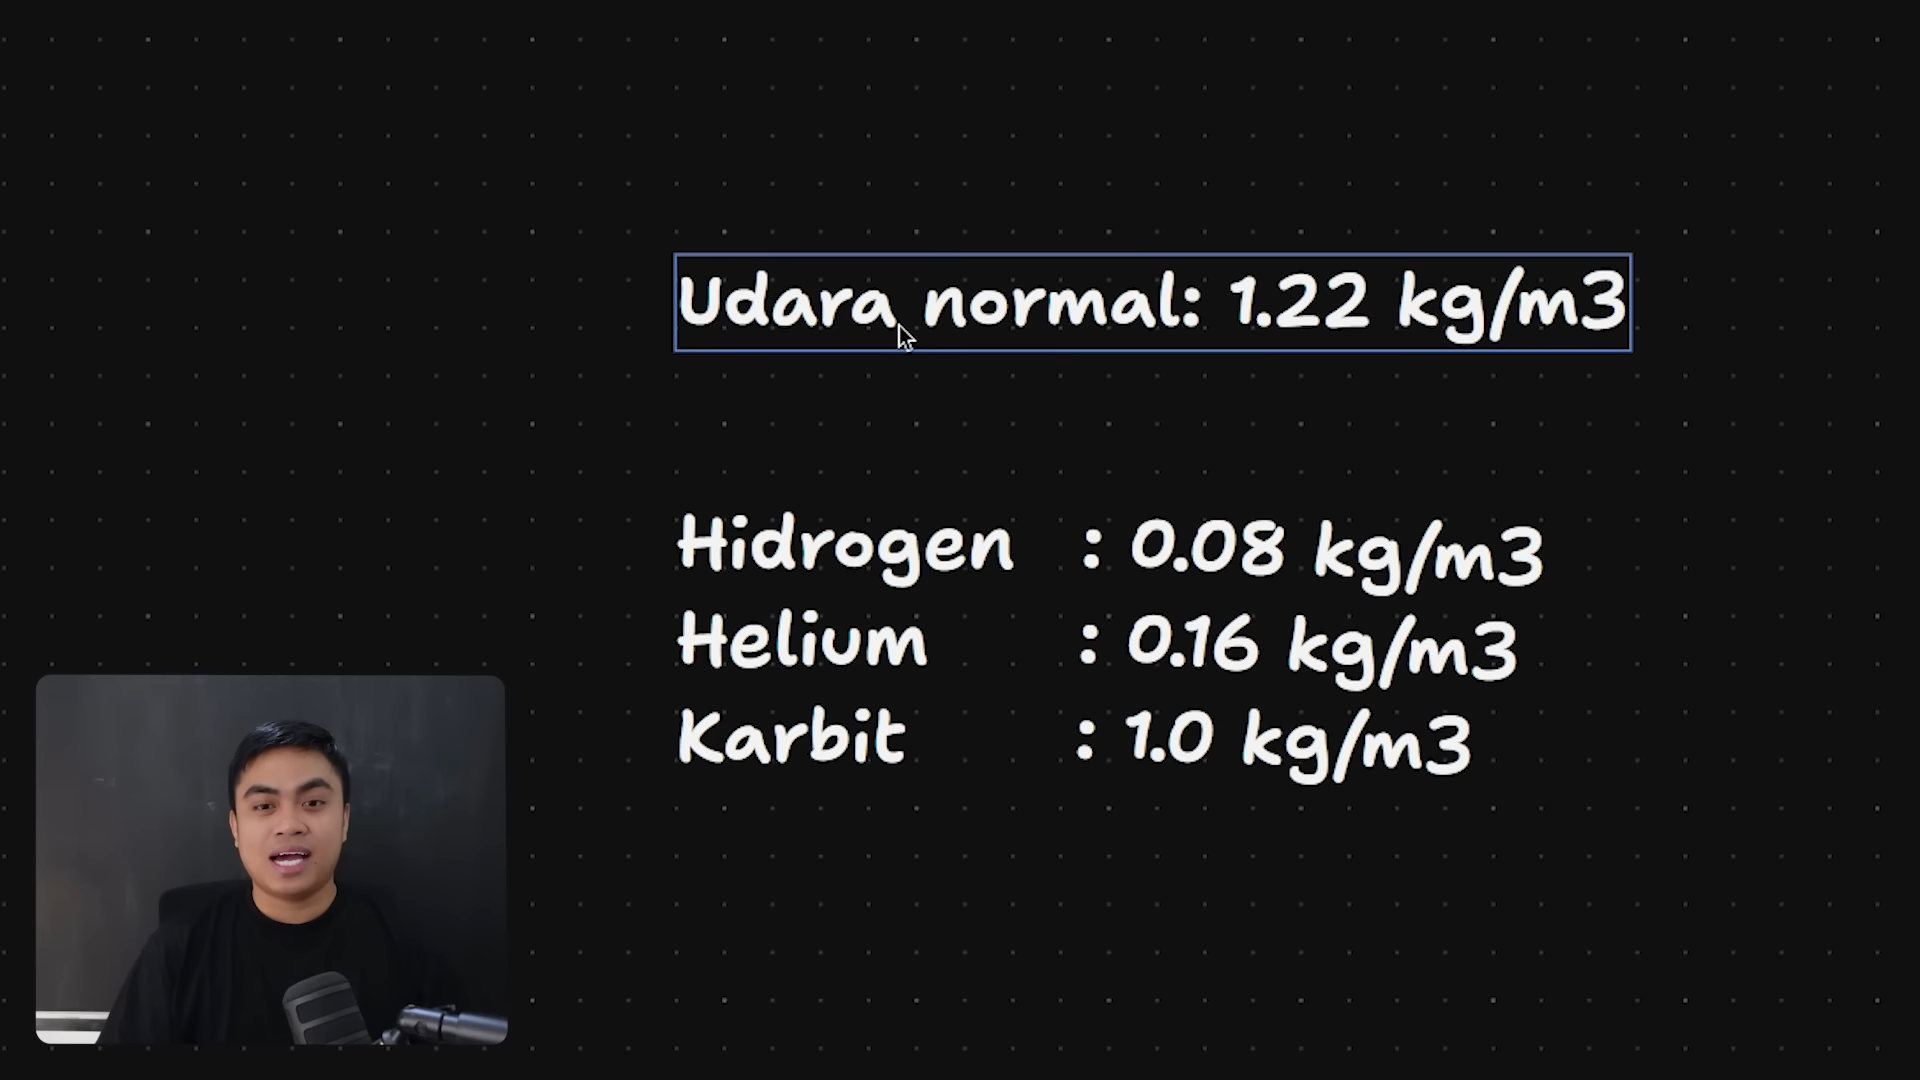 Udara normal: 1.22 kg/m3
Hidrogen : 0.08 kg/m3
Helium : 0.16 kg/m3
Karbit : 1.0 kg/m3